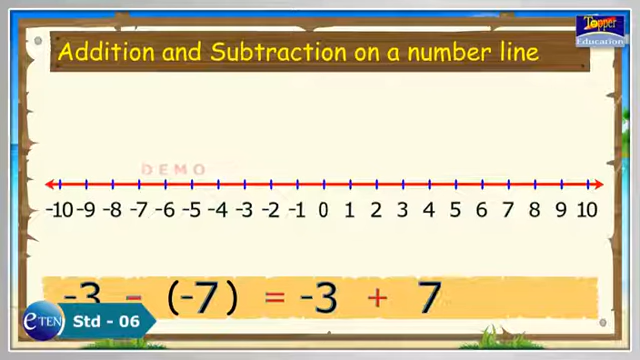 Topper
Education
Addition and Subtraction on a number line
DEMO
-10 -9 -8 -7 -6 -5 -4 -3 -2 -1 0 1 2 3 4 5 6 7 8 9 10
-3 - (-7) = -3 + 7
eTEN
Std - 06